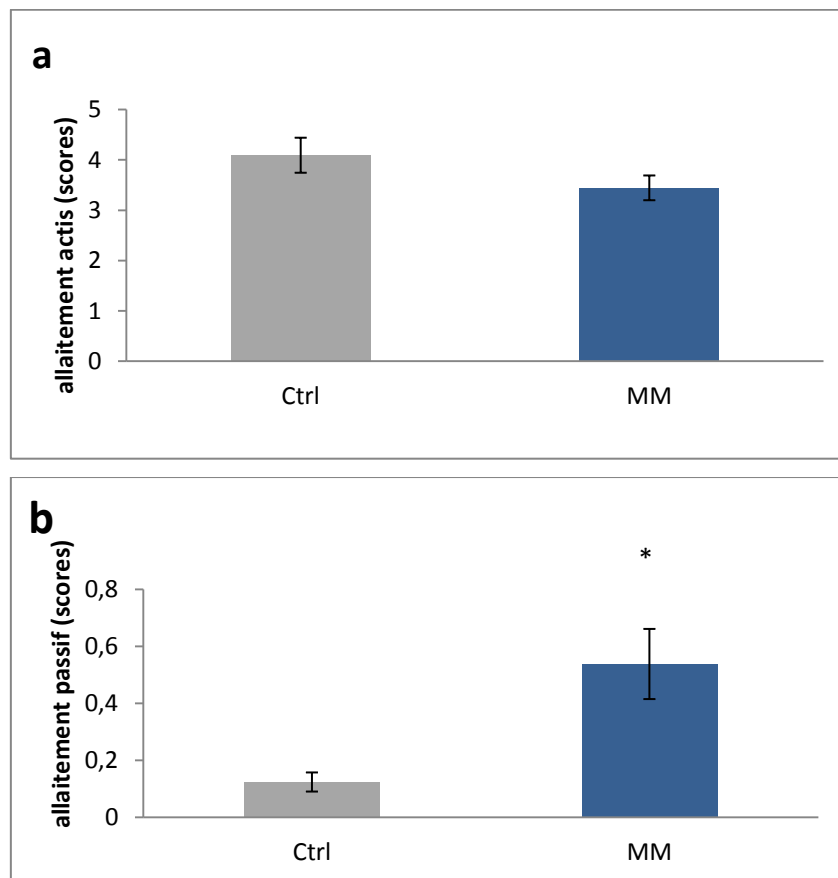 a
allaitement actis (scores)
5
4
3
2
1
0
Ctrl MM
b
allaitement passif (scores)
*
0,8
0,6
0,4
0,2
0
Ctrl MM